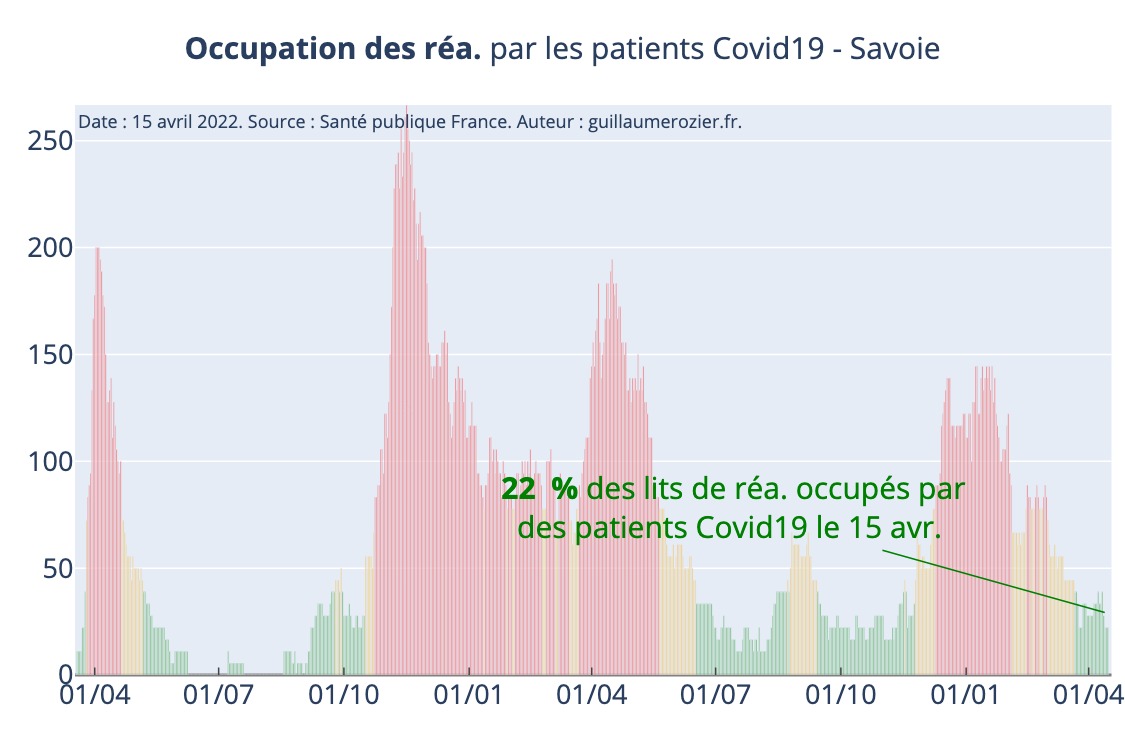 Occupation des réa. par les patients Covid19 - Savoie
Date : 15 avril 2022. Source : Santé publique France. Auteur : guillaumerozier.fr.
250
200
150
100
22 % des lits de réa. occupés par
des patients Covid19 le 15 avr.
50
0
01/04 01/07 01/10 01/01 01/04 01/07 01/10 01/01 01/04